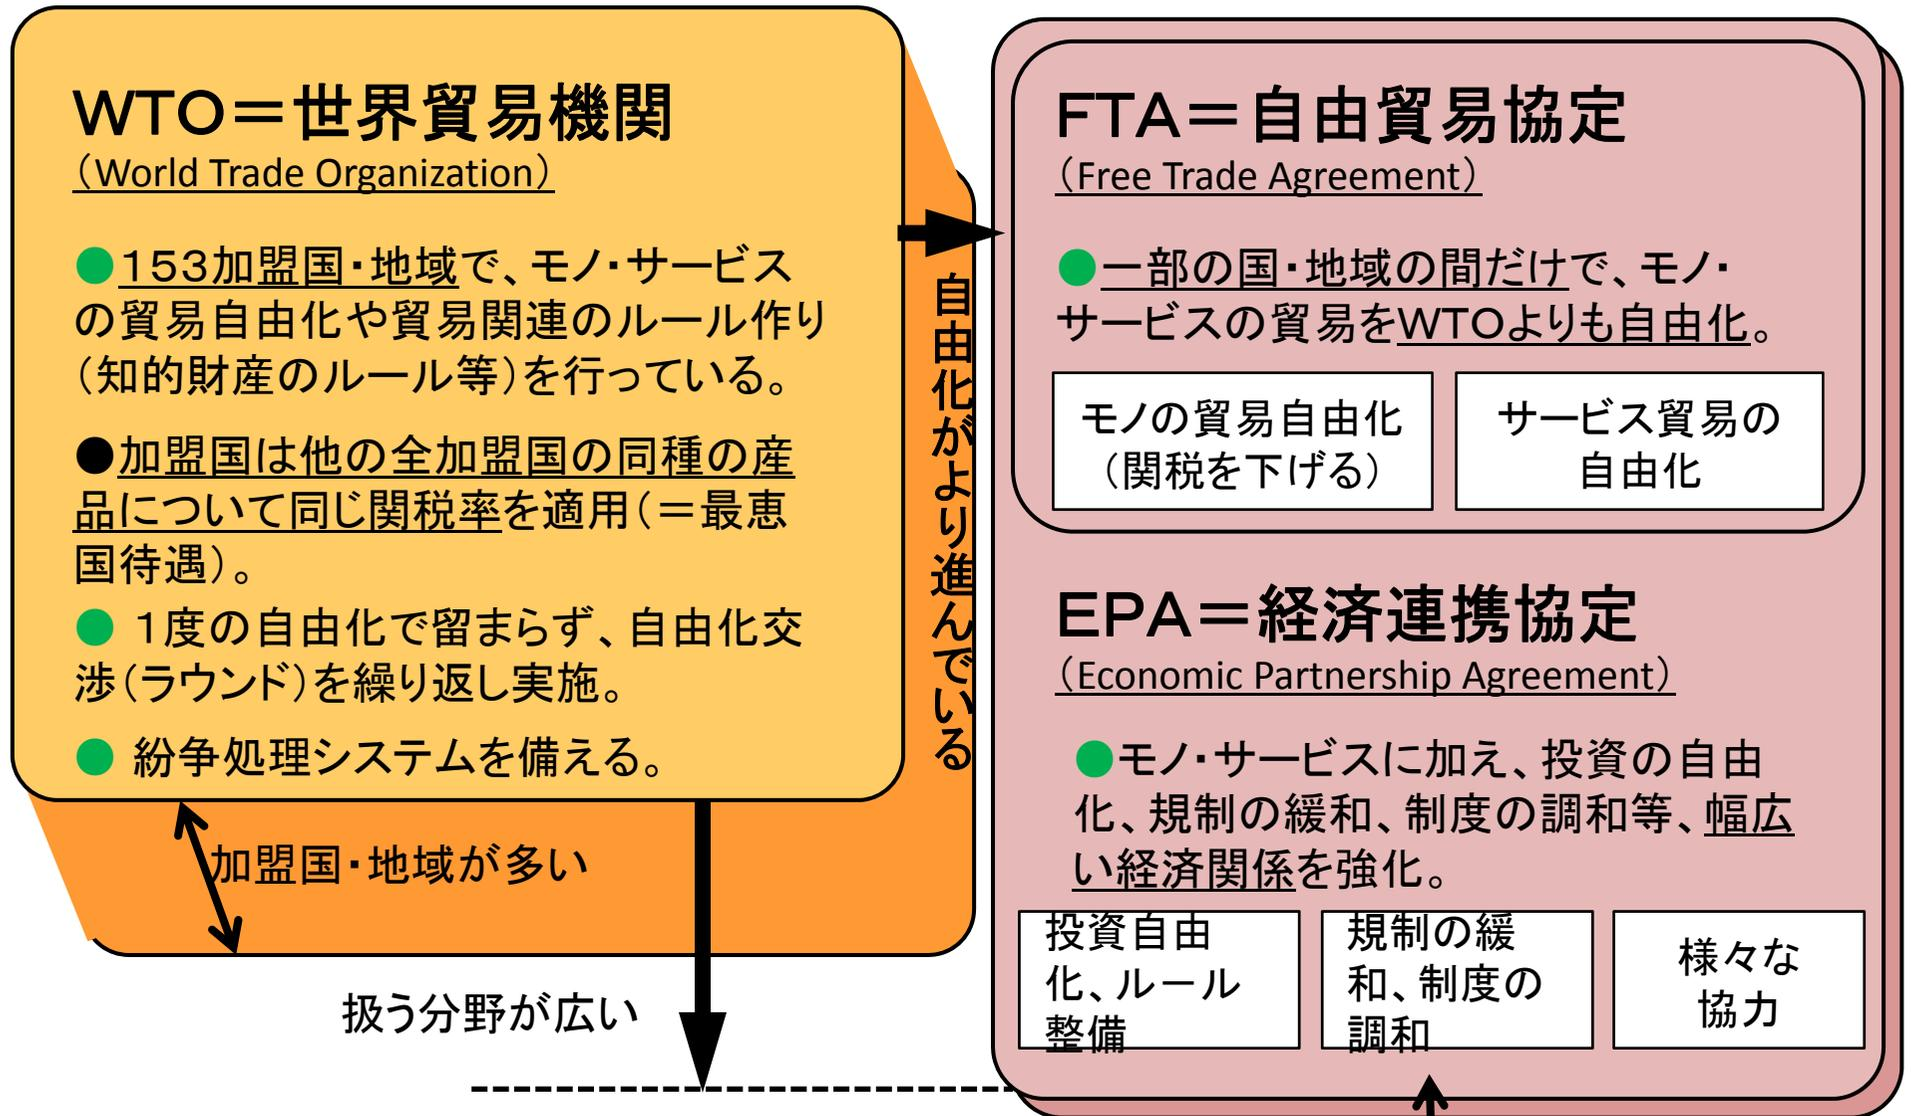 WTO＝世界貿易機関
（World Trade Organization）
●153加盟国・地域で、モノ・サービス
の貿易自由化や貿易関連のルール作り
（知的財産のルール等）を行っている。
●加盟国は他の全加盟国の同種の産
品について同じ関税率を適用（＝最恵
国待遇）。
● 1度の自由化で留まらず、自由化交
渉（ラウンド）を繰り返し実施。
● 紛争処理システムを備える。
加盟国・地域が多い
扱う分野が広い
自由化がより進んでいる
FTA＝自由貿易協定
（Free Trade Agreement）
●一部の国・地域の間だけで、モノ・
サービスの貿易をWTOよりも自由化。
モノの貿易自由化
（関税を下げる）
サービス貿易の
自由化
EPA＝経済連携協定
（Economic Partnership Agreement）
●モノ・サービスに加え、投資の自由
化、規制の緩和、制度の調和等、幅広
い経済関係を強化。
投資自由
化、ルール
整備
規制の緩
和、制度の
調和
様々な
協力